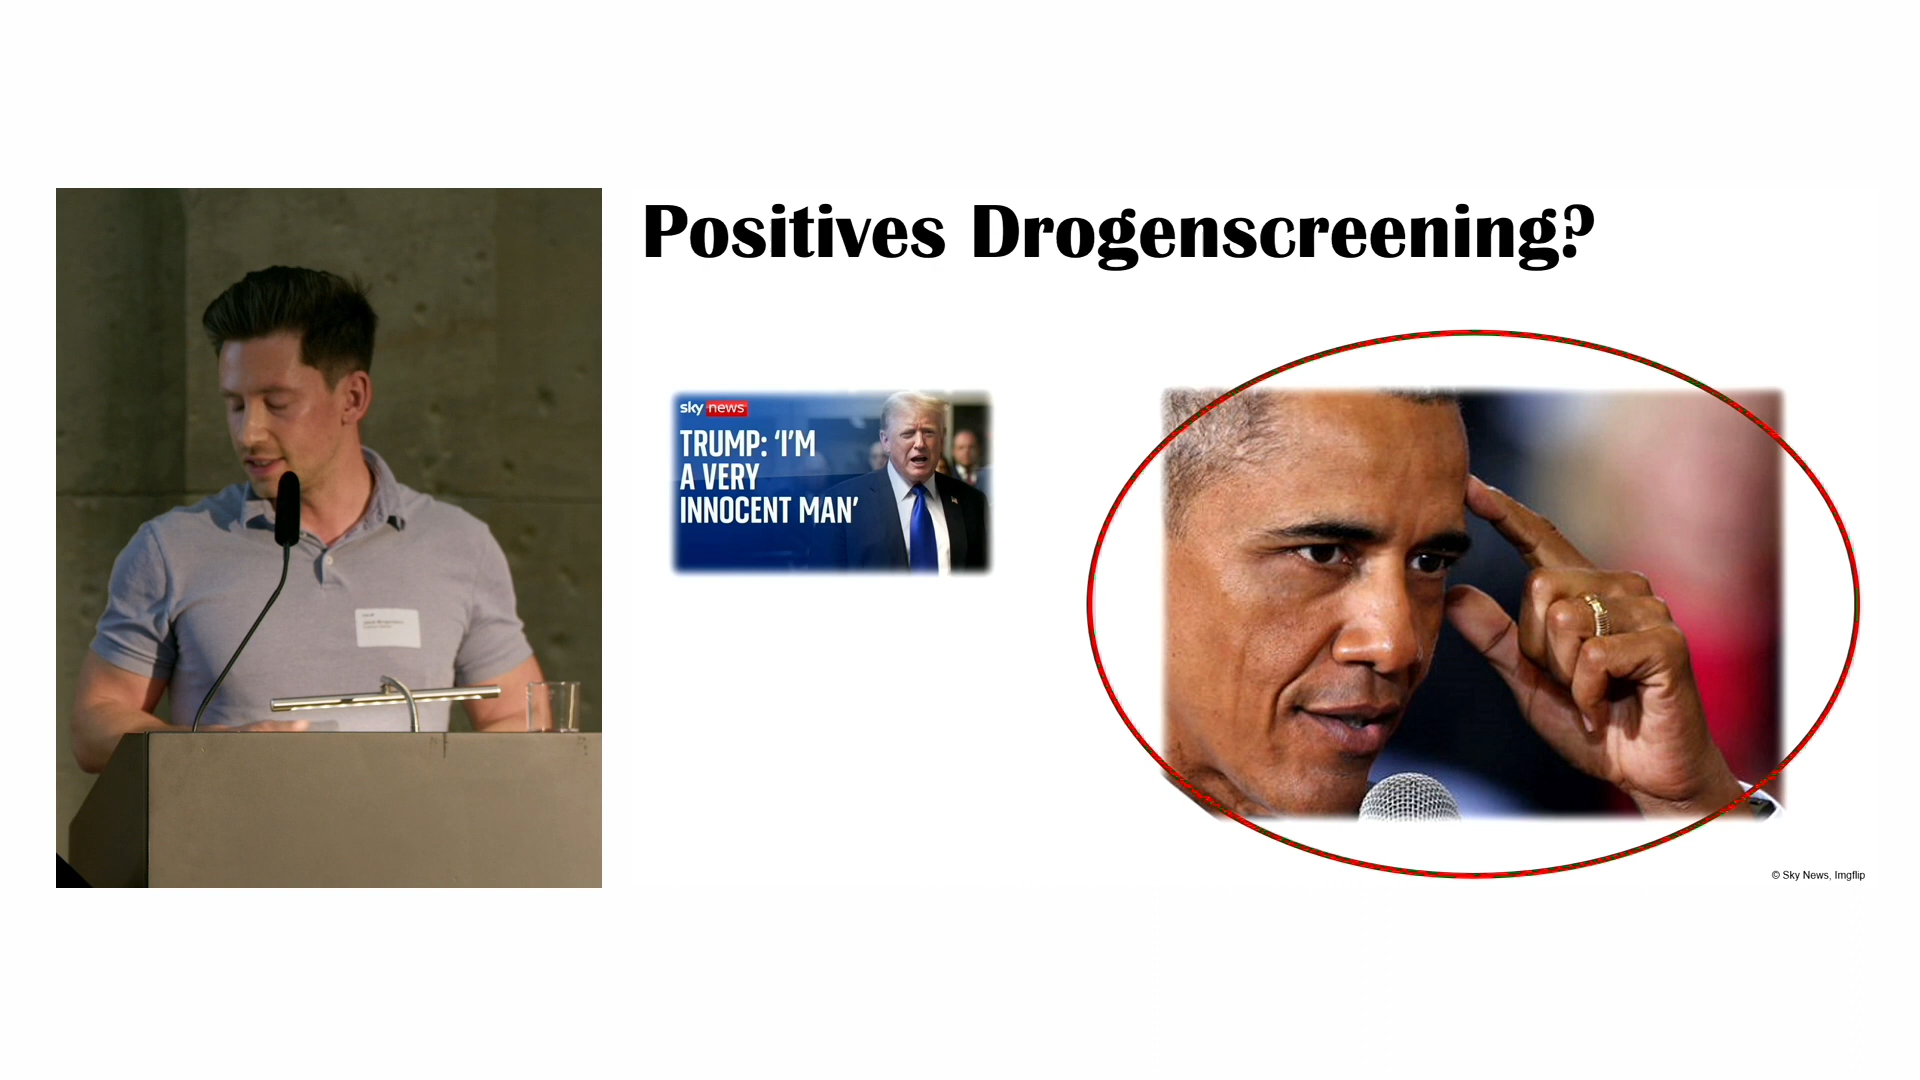 Positives Drogenscreening?
sky news
TRUMP: ‘I’M
A VERY
INNOCENT MAN’
© Sky News, Imgflip